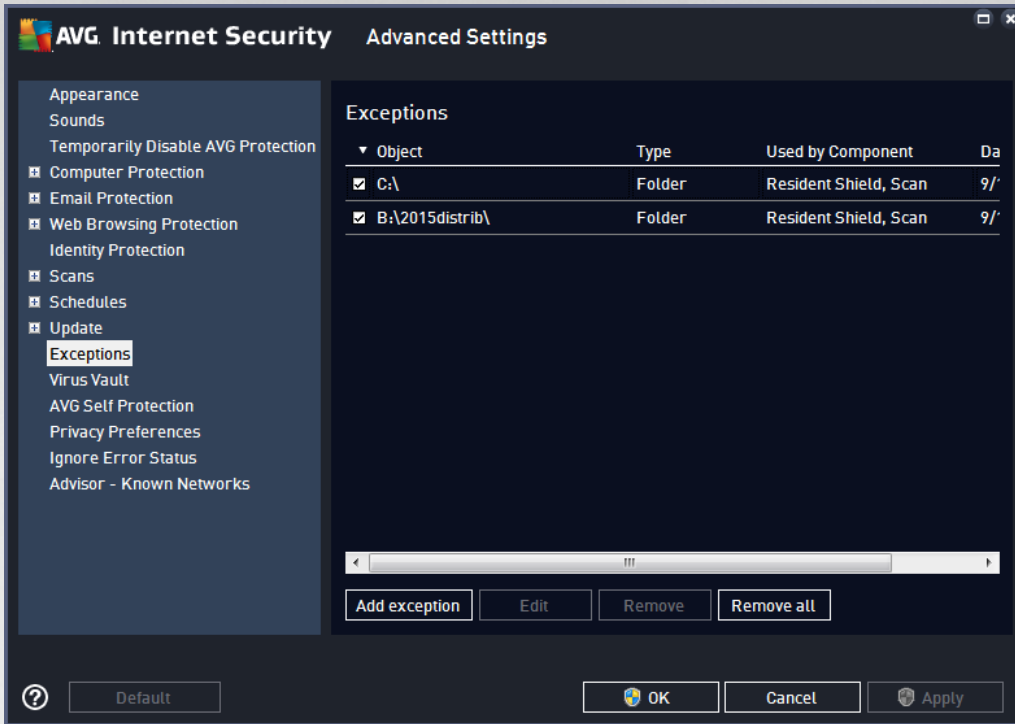 AVG. Internet Security Advanced Settings
Appearance
Sounds
Temporarily Disable AVG Protection
Computer Protection
Email Protection
Web Browsing Protection
Identity Protection
Scans
Schedules
Update
Exceptions
Virus Vault
AVG Self Protection
Privacy Preferences
Ignore Error Status
Advisor - Known Networks
Exceptions
Object Type Used by Component Da
C:\ Folder Resident Shield, Scan 9/
B:\2015distrib\ Folder Resident Shield, Scan 9/
Add exception Edit Remove Remove all
? Default OK Cancel Apply